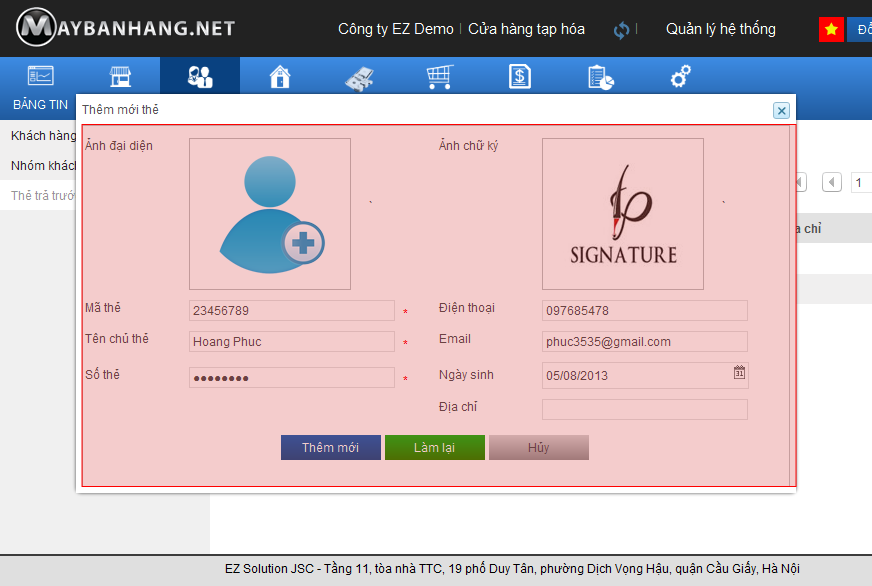 MAYBANHANG.NET
Công ty EZ Demo | Cửa hàng tạp hóa
Quản lý hệ thống
BẢNG TIN
Khách hàng
Nhóm khách
Thẻ trả trướ
Thêm mới thẻ
Ảnh đại diện
Ảnh chữ ký
SIGNATURE
Mã thẻ 23456789 *
Điện thoại 097685478
Tên chủ thẻ Hoang Phuc *
Email phuc3535@gmail.com
Số thẻ ●●●●●●●● *
Ngày sinh 05/08/2013 31
Địa chỉ
Thêm mới Làm lại Hủy
1
a chỉ
EZ Solution JSC - Tầng 11, tòa nhà TTC, 19 phố Duy Tân, phường Dịch Vọng Hậu, quận Cầu Giấy, Hà Nội